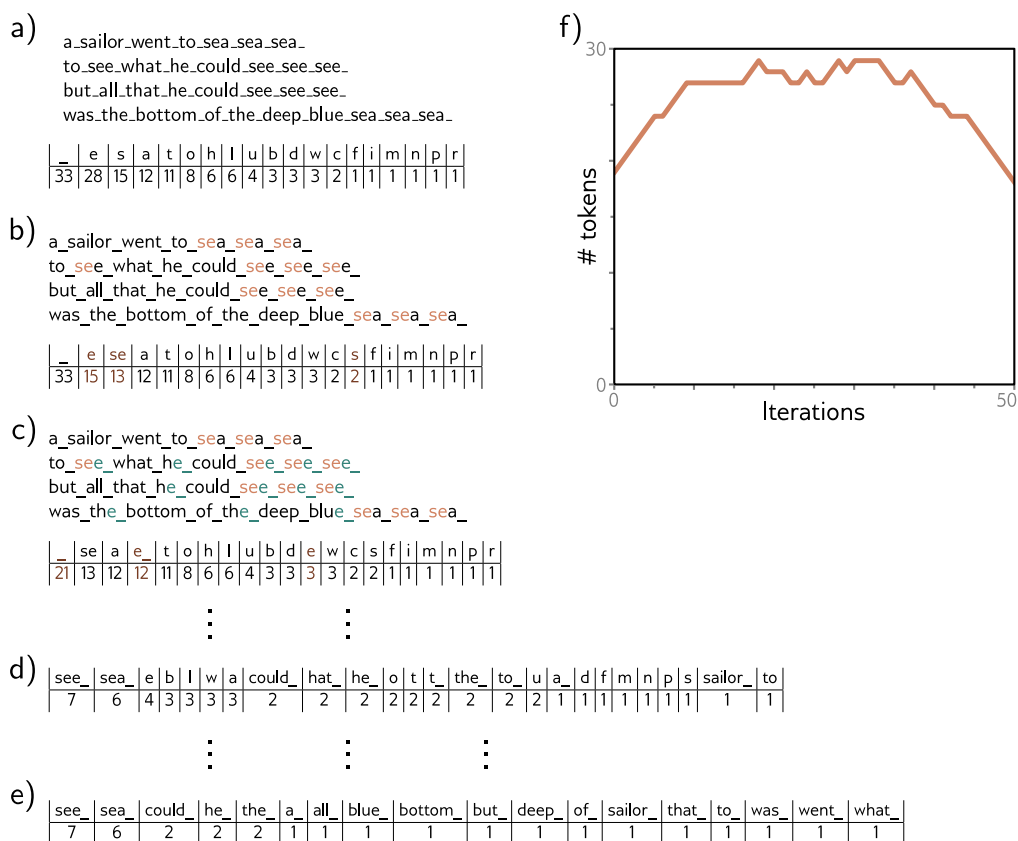 a)
a_sailor_went_to_sea_sea_sea_
to_see_what_he_could_see_see_see_
but_all_that_he_could_see_see_see_
was_the_bottom_of_the_deep_blue_sea_sea_sea_
_ e s a t o h l u b d w c f i m n p r
33 28 15 12 11 8 6 6 4 3 3 3 2 1 1 1 1 1 1
b)
a_sailor_went_to_sea_sea_sea_
to_see_what_he_could_see_see_see_
but_all_that_he_could_see_see_see_
was_the_bottom_of_the_deep_blue_sea_sea_sea_
_ e se a t o h l u b d w c s f i m n p r
33 15 13 12 11 8 6 6 4 3 3 3 2 2 1 1 1 1 1 1
c)
a_sailor_went_to_sea_sea_sea_
to_see_what_he_could_see_see_see_
but_all_that_he_could_see_see_see_
was_the_bottom_of_the_deep_blue_sea_sea_sea_
_ se a e_ t o h l u b d e w c s f i m n p r
21 13 12 12 11 8 6 6 4 3 3 3 3 2 2 1 1 1 1 1 1
d)
see_ sea_ e b l w a could_ hat_ he_ o t t_ the_ to_ u a_ d f m n p s sailor_ to
7 6 4 3 3 3 3 2 2 2 2 2 2 2 2 2 1 1 1 1 1 1 1 1 1
e)
see_ sea_ could_ he_ the_ a_ all_ blue_ bottom_ but_ deep_ of_ sailor_ that_ to_ was_ went_ what_
7 6 2 2 2 1 1 1 1 1 1 1 1 1 1 1 1 1
f)
30
# tokens
0
0 50
Iterations